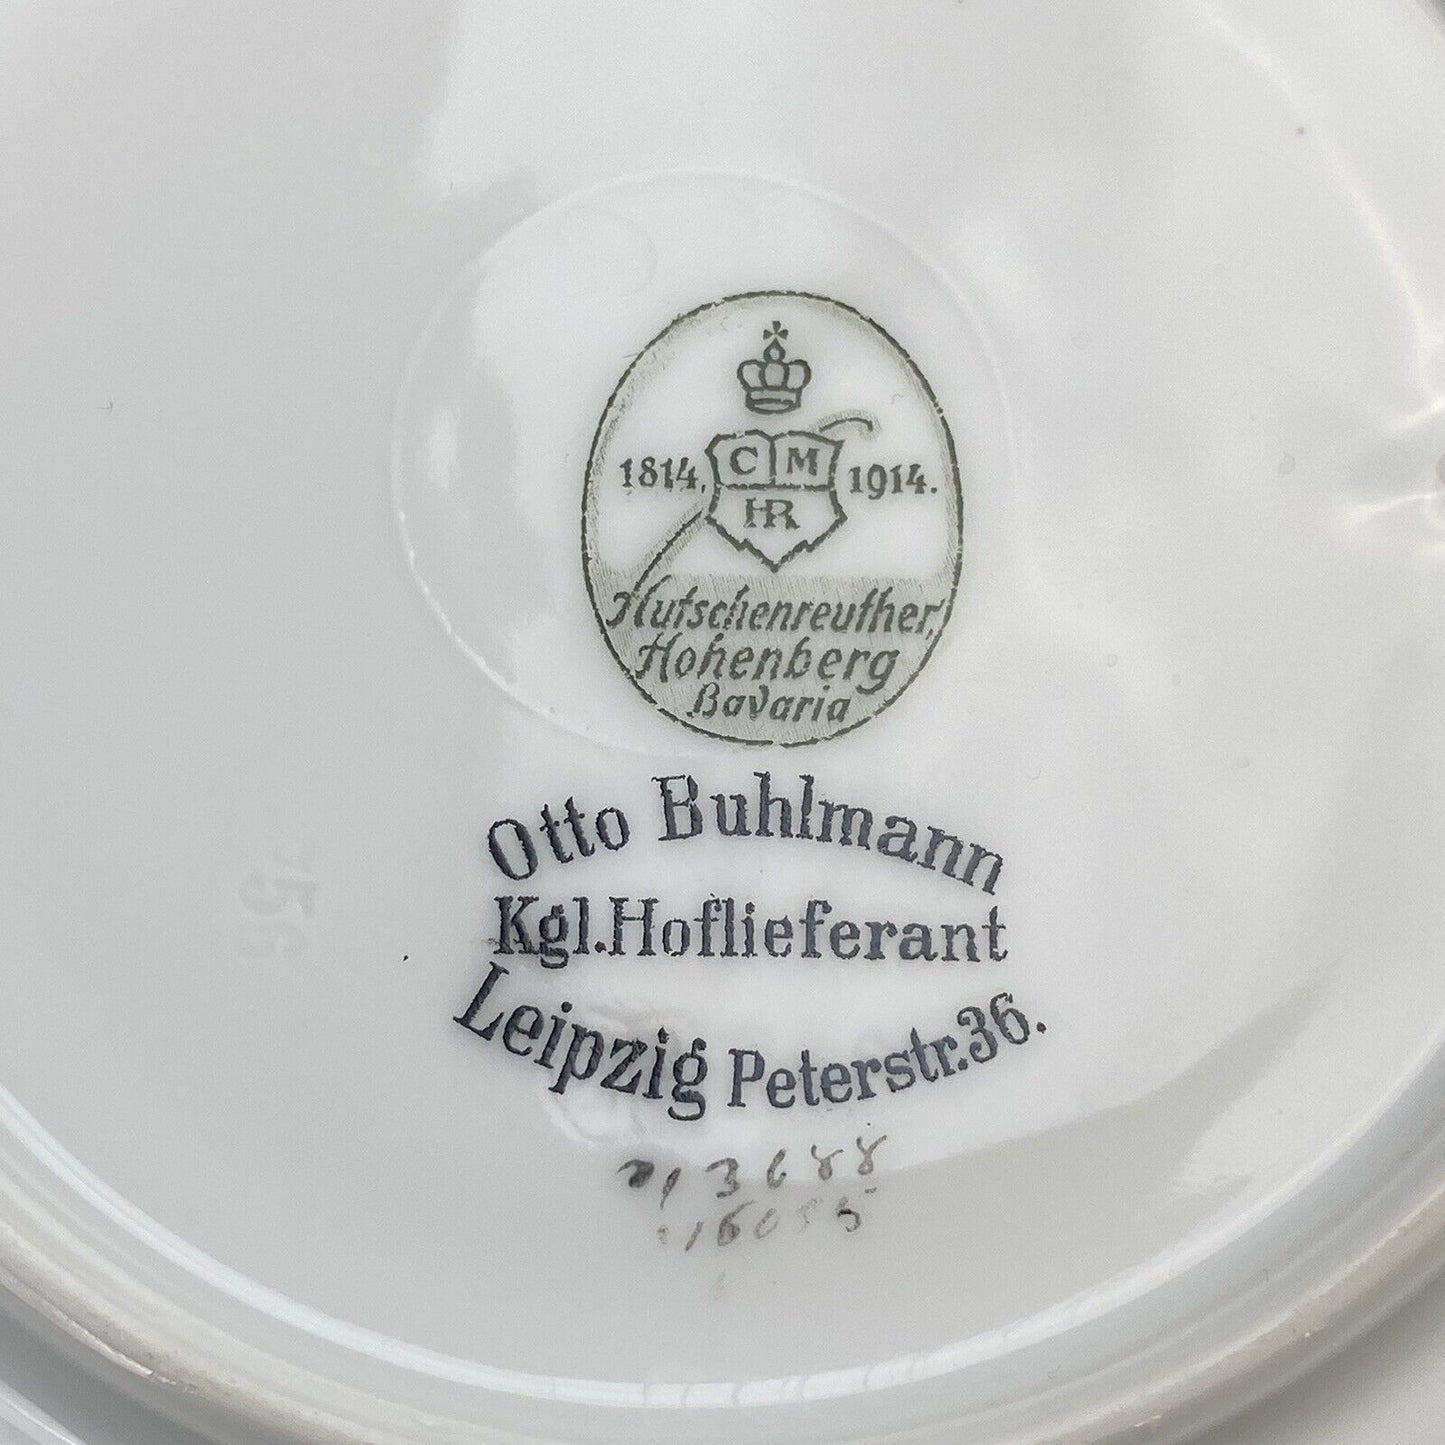 1814. C M 1914.
HR
Hutschenreuther,
Hohenberg
Bavaria
Otto Buhlmann
Kgl. Hoflieferant
Leipzig Peterstr. 36.